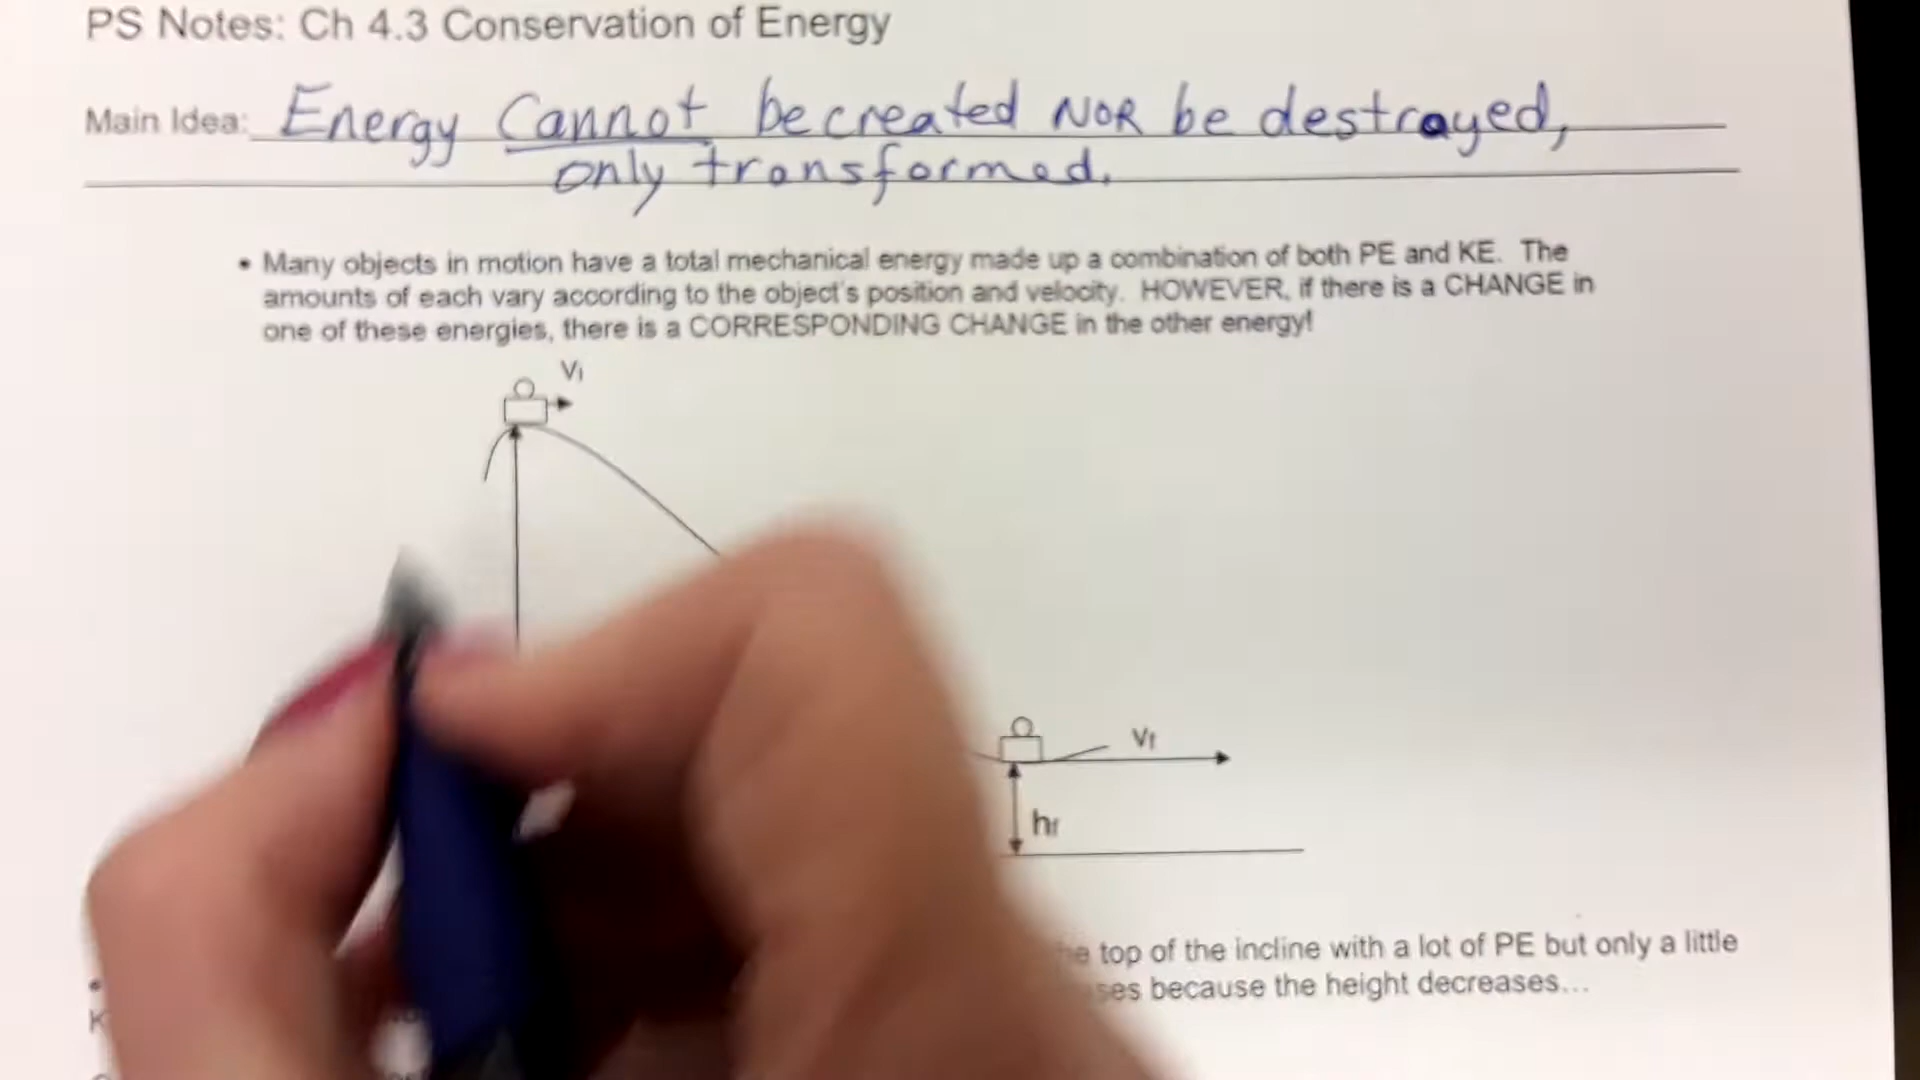 PS Notes: Ch 4.3 Conservation of Energy
Main Idea: Energy Cannot be created NOR be destroyed,
only transformed.
• Many objects in motion have a total mechanical energy made up a combination of both PE and KE. The
amounts of each vary according to the object's position and velocity. HOWEVER, if there is a CHANGE in
one of these energies, there is a CORRESPONDING CHANGE in the other energy!
Vi
Vf
hf
top of the incline with a lot of PE but only a little
because the height decreases...